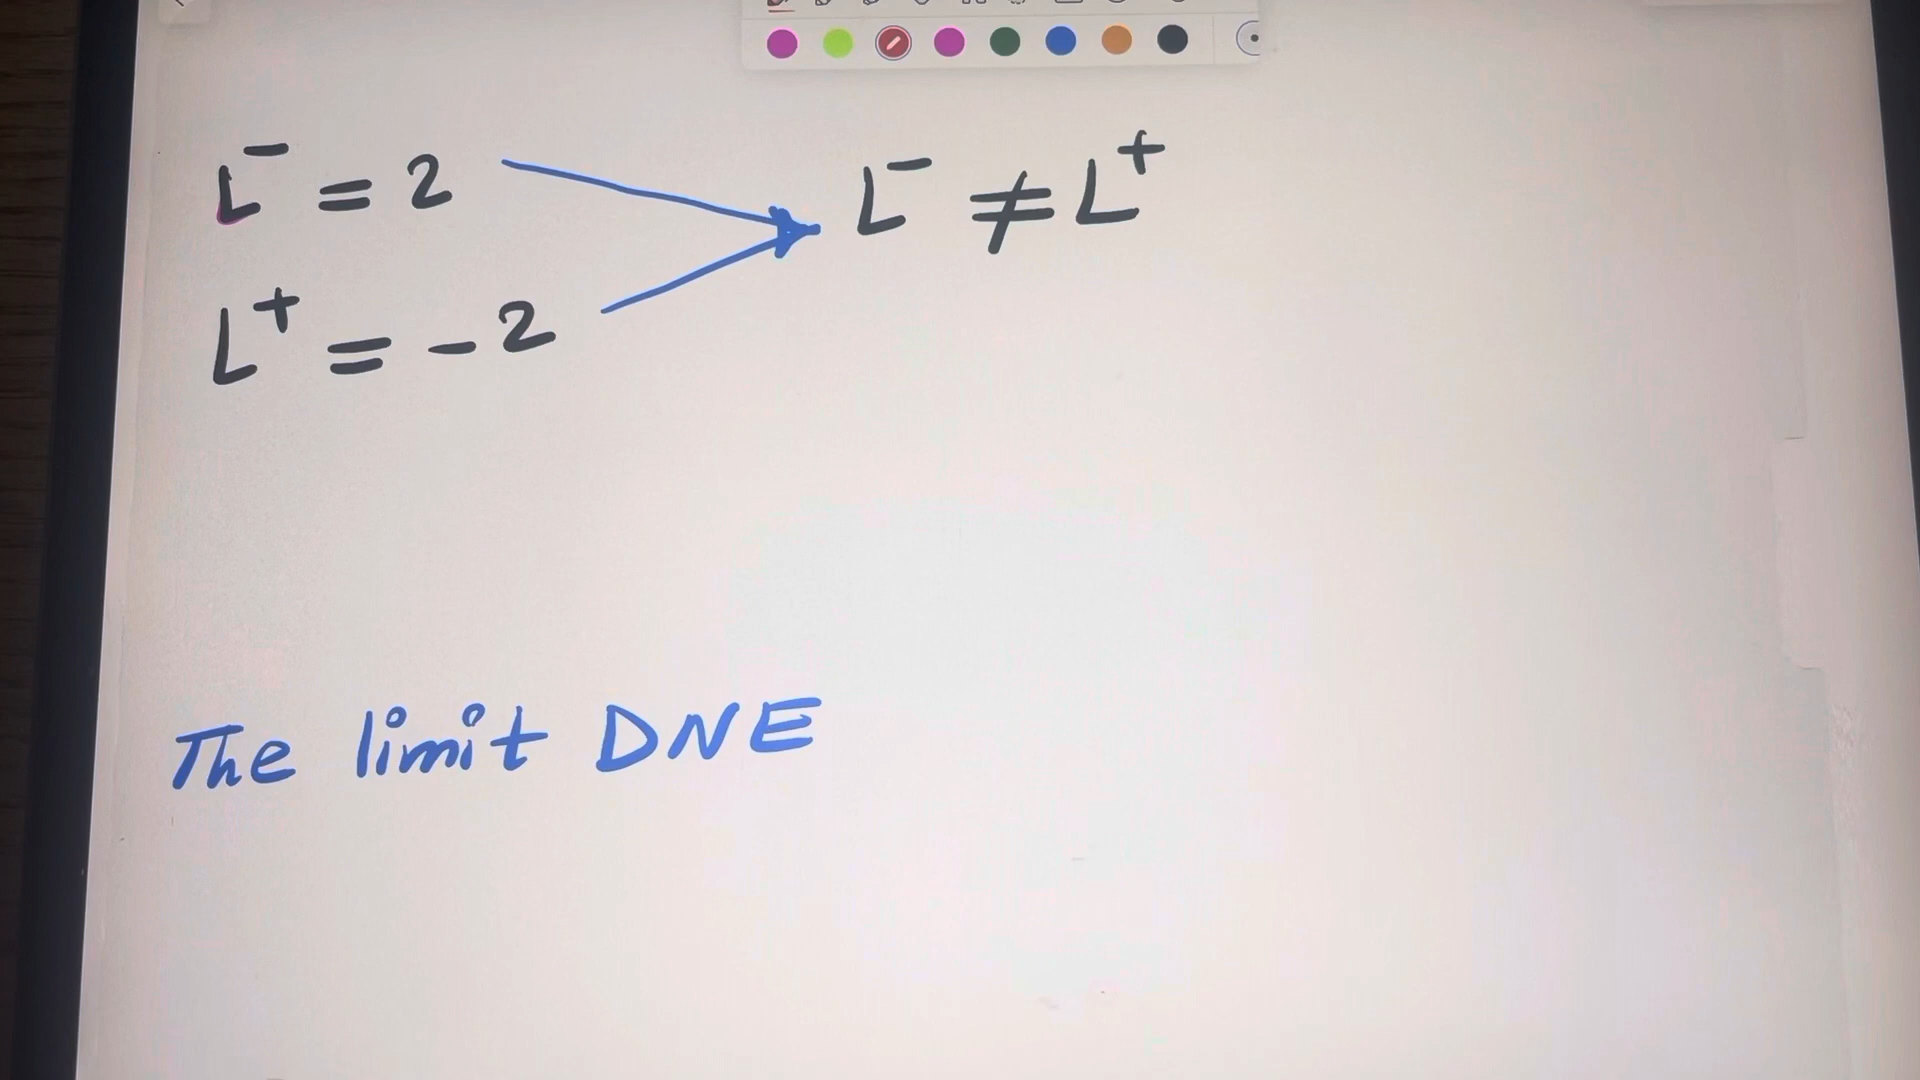 L⁻ = 2
L⁻ ≠ L⁺
L⁺ = -2
The limit DNE